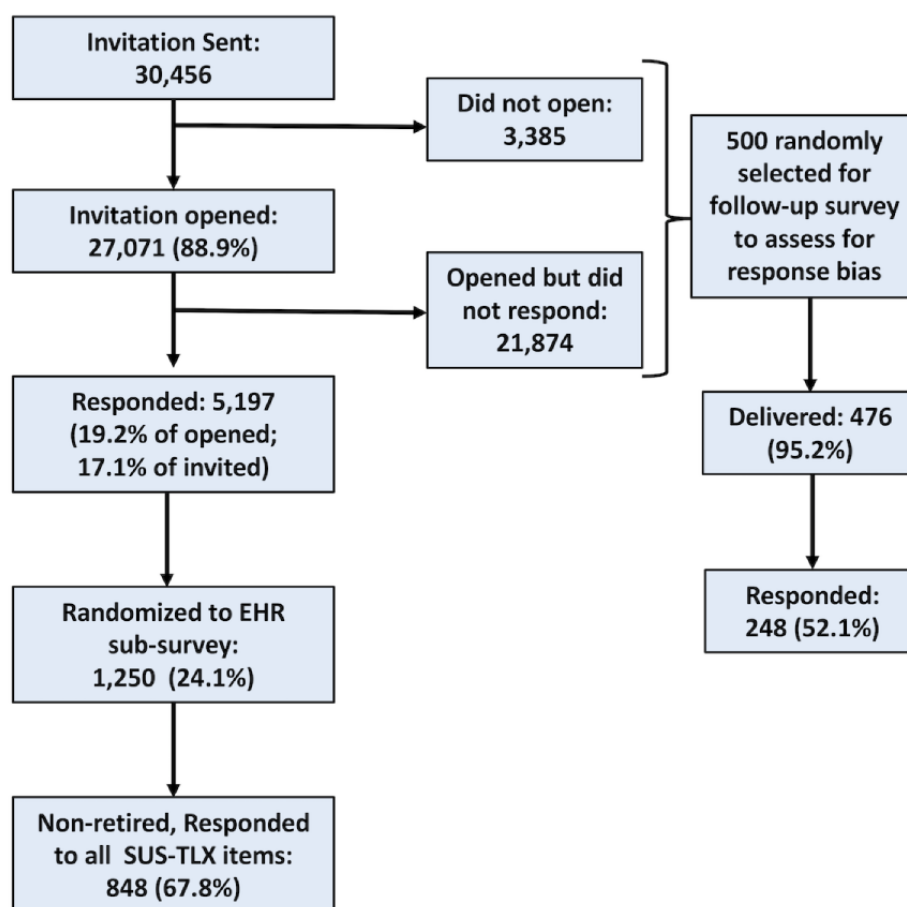 Invitation Sent:
30,456
Did not open:
3,385
Invitation opened:
27,071 (88.9%)
Opened but did
not respond:
21,874
500 randomly
selected for
follow-up survey
to assess for
response bias
Responded: 5,197
(19.2% of opened;
17.1% of invited)
Delivered: 476
(95.2%)
Randomized to EHR
sub-survey:
1,250 (24.1%)
Responded:
248 (52.1%)
Non-retired, Responded
to all SUS-TLX items:
848 (67.8%)